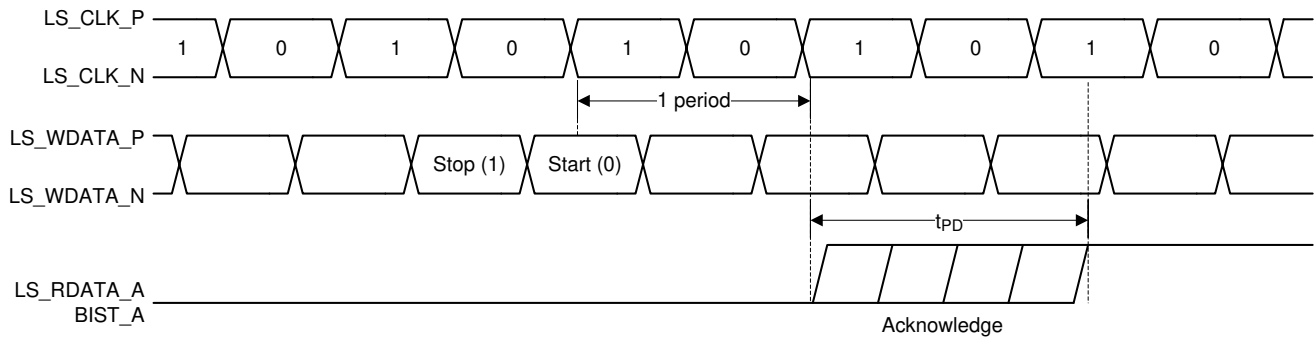 LS_CLK_P
1 0 1 0 1 0 1 0 1 0
LS_CLK_N
1 period
LS_WDATA_P
Stop (1) Start (0)
LS_WDATA_N
tPD
LS_RDATA_A
BIST_A
Acknowledge